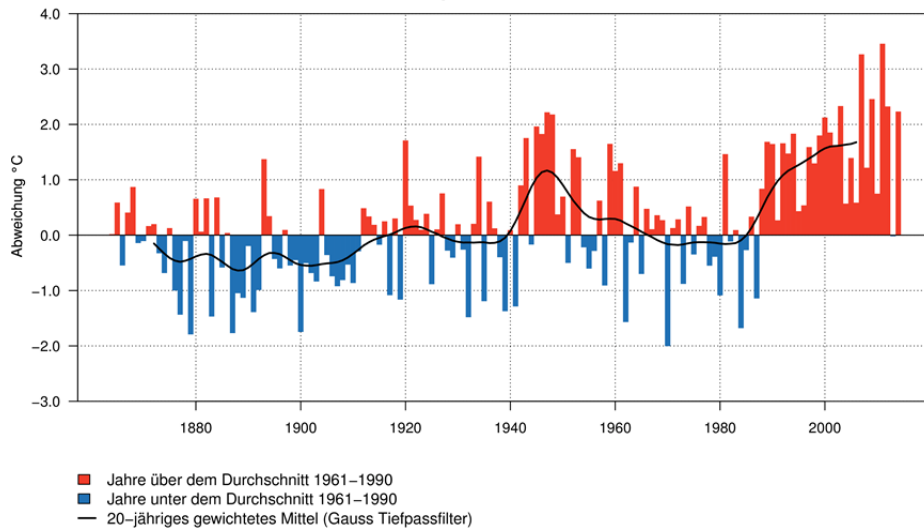 4.0
3.0
2.0
1.0
0.0
−1.0
−2.0
−3.0
Abweichung °C
1880 1900 1920 1940 1960 1980 2000
Jahre über dem Durchschnitt 1961−1990
Jahre unter dem Durchschnitt 1961−1990
20−jähriges gewichtetes Mittel (Gauss Tiefpassfilter)